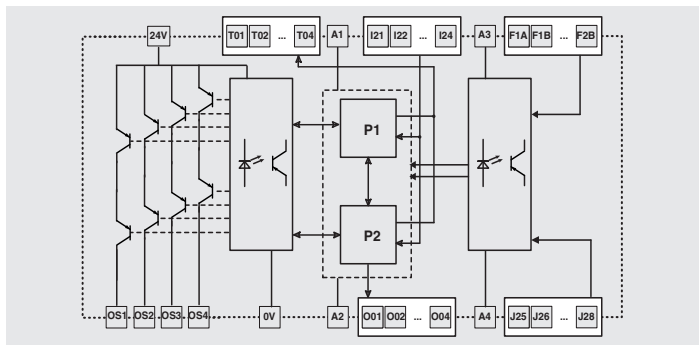 24V T01 T02 ... T04 A1 I21 I22 ... I24 A3 F1A F1B ... F2B
P1
P2
OS1 OS2 OS3 OS4 0V A2 O01 O02 ... O04 A4 J25 J26 ... J28